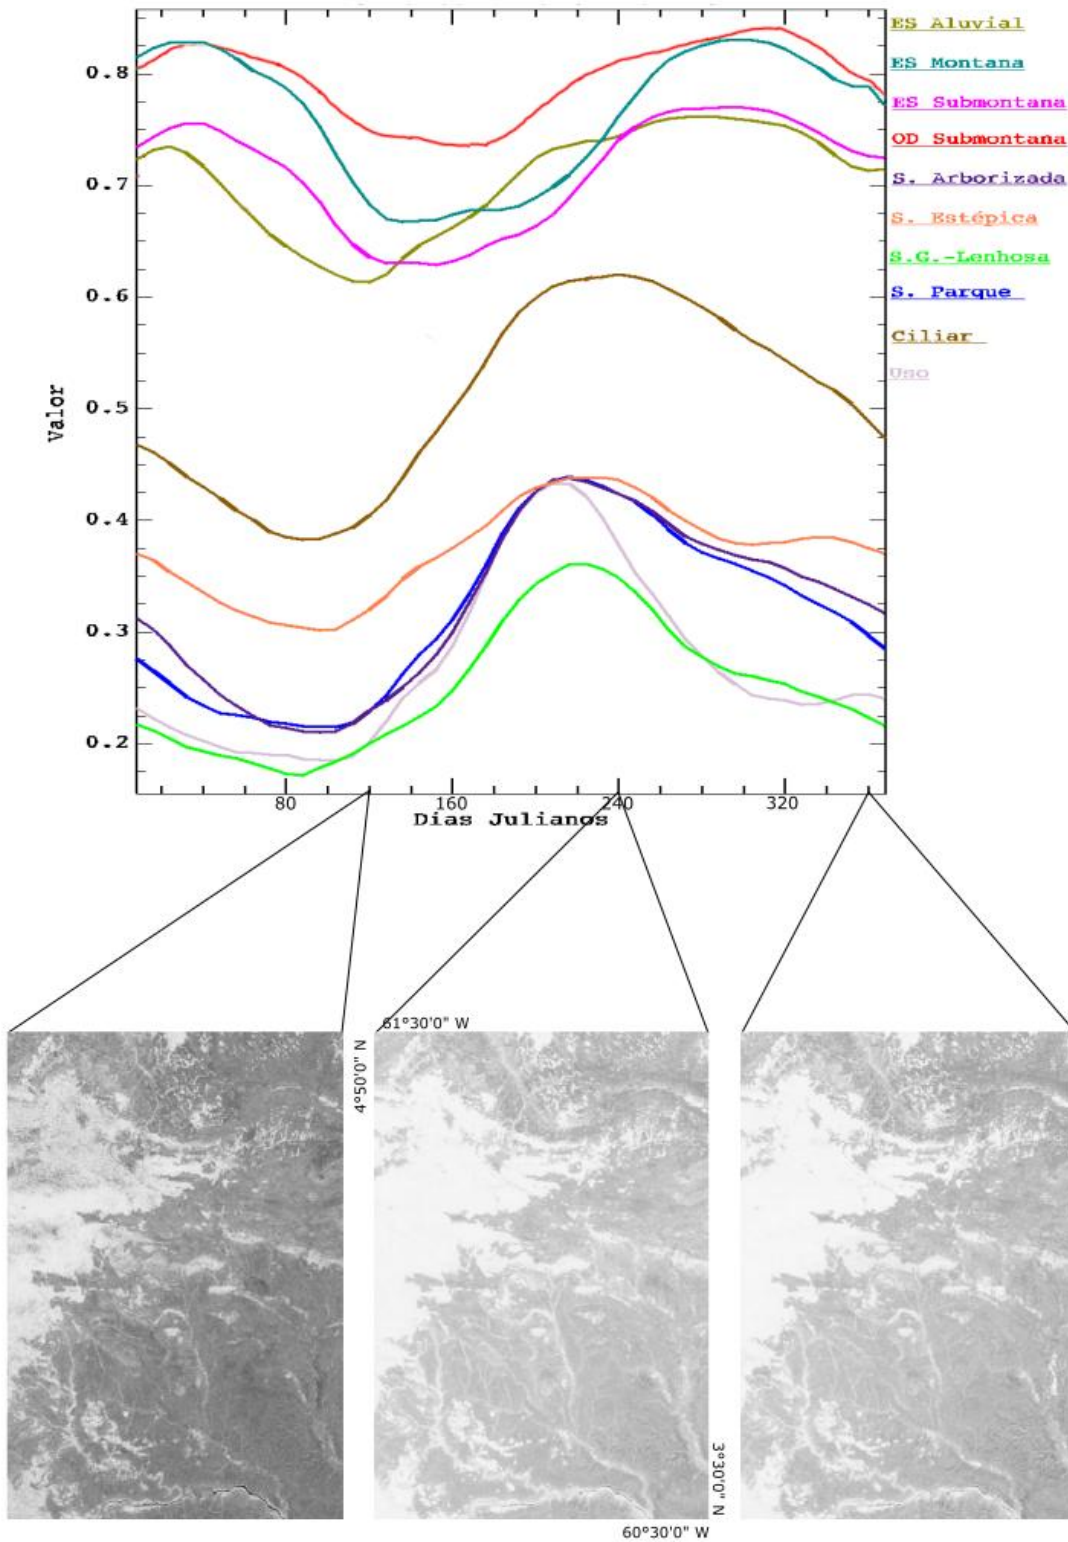 ES Aluvial
ES Montana
ES Submontana
OD Submontana
S. Arborizada
S. Estépica
S.G.-Lenhosa
S. Parque
Ciliar
Uso
0.8
0.7
0.6
0.5
0.4
0.3
0.2
Valor
80 160 240 320
Dias Julianos
61°30'0" W
4°50'0" N
3°30'0" N
60°30'0" W